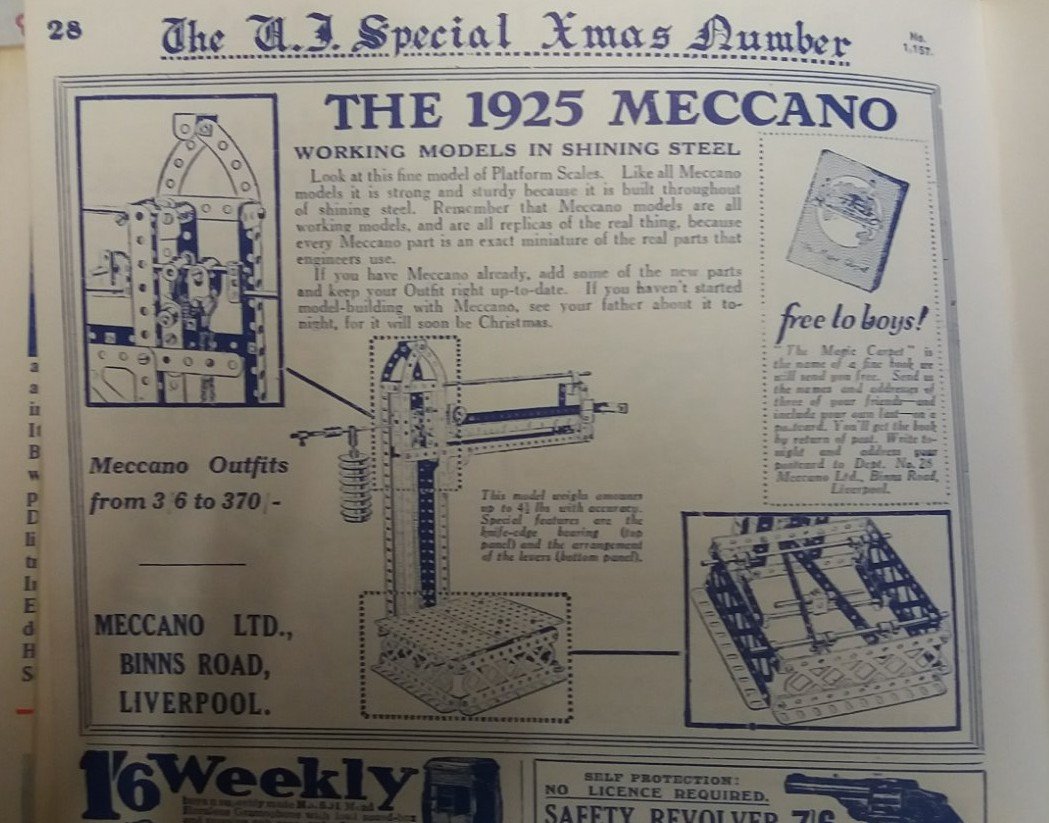 28
The U.J. Special Xmas Number
No. 1,157.
THE 1925 MECCANO
WORKING MODELS IN SHINING STEEL
Look at this fine model of Platform Scales. Like all Meccano
models it is strong and sturdy because it is built throughout
of shining steel. Remember that Meccano models are all
working models, and are all replicas of the real thing, because
every Meccano part is an exact miniature of the real parts that
engineers use.
If you have Meccano already, add some of the new parts
and keep your Outfit right up-to-date. If you haven't started
model-building with Meccano, see your father about it to-
night, for it will soon be Christmas.
free to boys!
"The Magic Carpet" is
the name of a fine book we
will send you free. Send us
the names and addresses of
three of your friends—and
include your own last—on a
postcard. You'll get the book
by return of post. Write to-
night and address your
postcard to Dept. No. 28
Meccano Ltd., Binns Road,
Liverpool.
Meccano Outfits
from 3/6 to 370/-
This model weighs amounts
up to 4½ lbs with accuracy.
Special features are the
knife-edge bearing (top
panel) and the arrangement
of the levers (bottom panel).
MECCANO LTD.,
BINNS ROAD,
LIVERPOOL.
1/6 Weekly
SELF PROTECTION:
NO LICENCE REQUIRED.
SAFETY REVOLVER 7/6